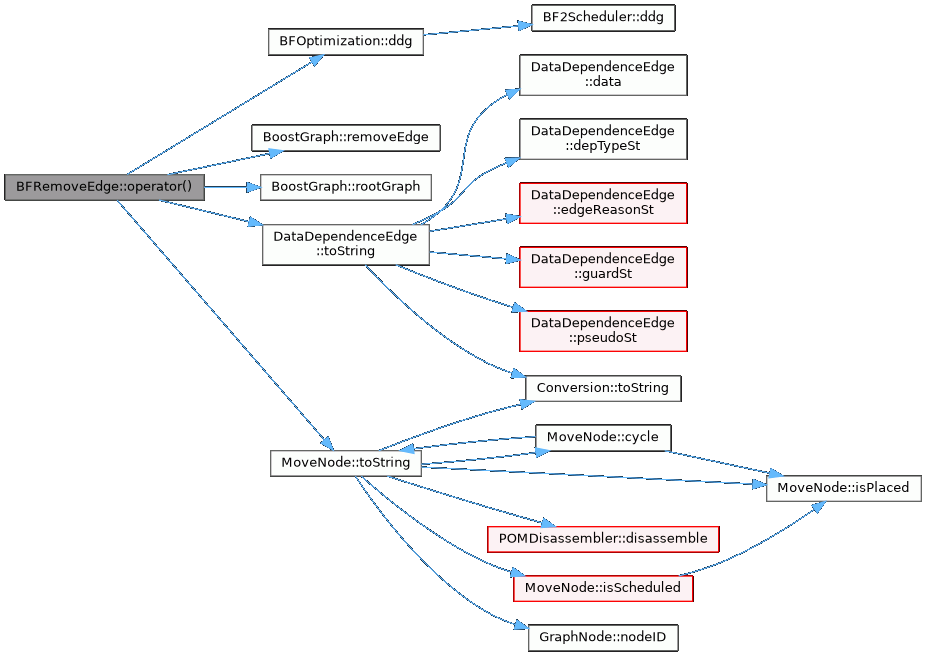 BF2Scheduler::ddg
BFOptimization::ddg
DataDependenceEdge
::data
BoostGraph::removeEdge
DataDependenceEdge
::depTypeSt
BFRemoveEdge::operator()
BoostGraph::rootGraph
DataDependenceEdge
::edgeReasonSt
DataDependenceEdge
::toString
DataDependenceEdge
::guardSt
DataDependenceEdge
::pseudoSt
Conversion::toString
MoveNode::cycle
MoveNode::toString
MoveNode::isPlaced
POMDisassembler::disassemble
MoveNode::isScheduled
GraphNode::nodeID